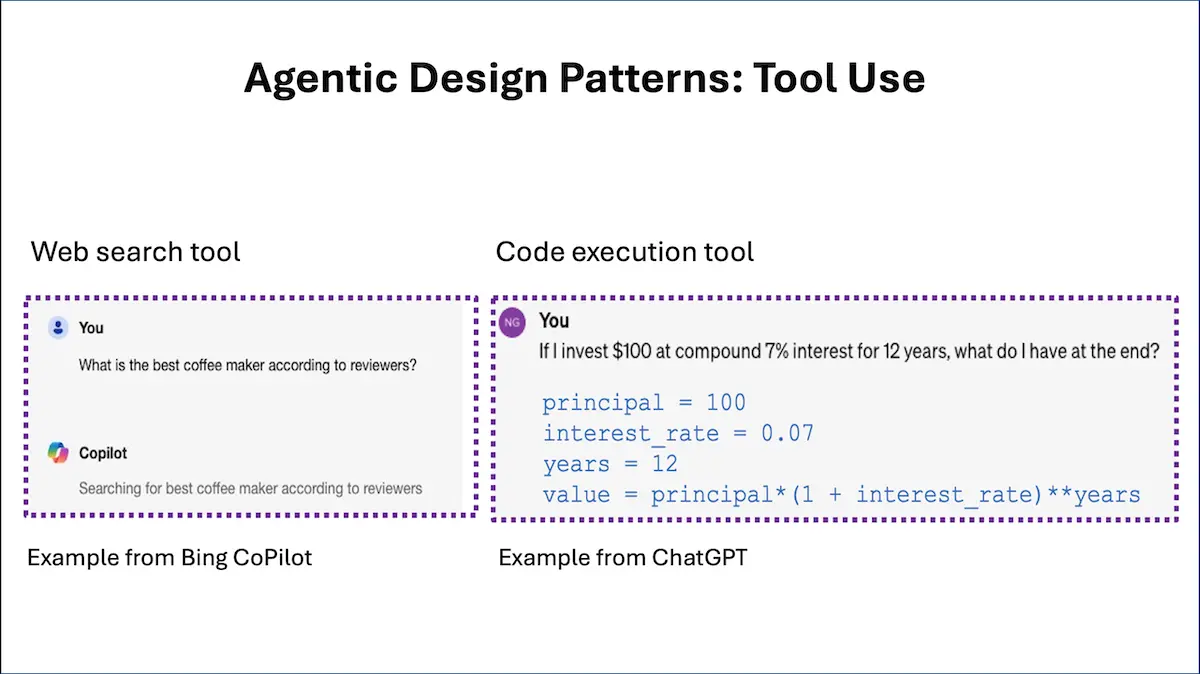 Agentic Design Patterns: Tool Use
Web search tool
You
What is the best coffee maker according to reviewers?
Copilot
Searching for best coffee maker according to reviewers
Example from Bing CoPilot
Code execution tool
NG
You
If I invest $100 at compound 7% interest for 12 years, what do I have at the end?
principal = 100
interest_rate = 0.07
years = 12
value = principal*(1 + interest_rate)**years
Example from ChatGPT